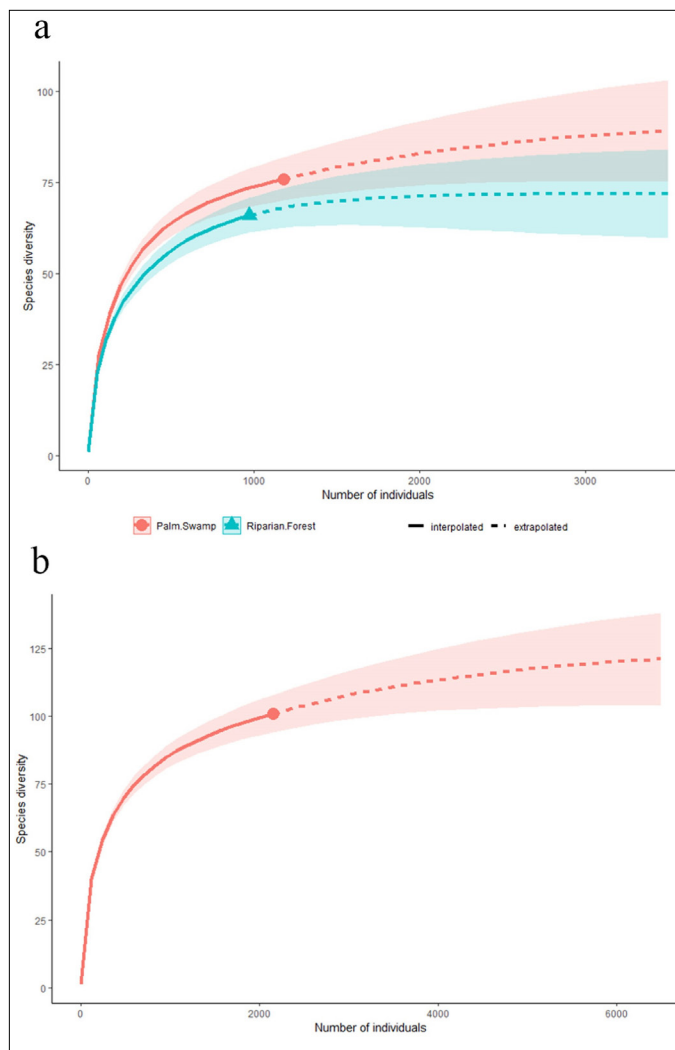 a
100
75
50
25
0
Species diversity
0 1000 2000 3000
Number of individuals
Palm.Swamp Riparian.Forest interpolated extrapolated
b
125
100
75
50
25
0
Species diversity
0 2000 4000 6000
Number of individuals